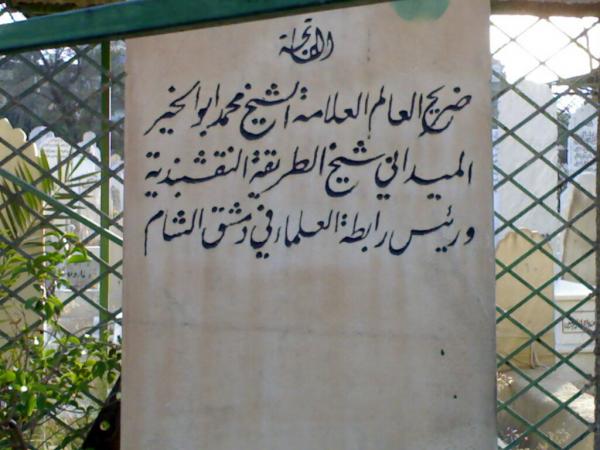 الفاتحة
ضريح العالم العلامة الشيخ محمد ابو الخير
الميداني شيخ الطريقة النقشبندية
ورئيس رابطة العلماء في دمشق الشام